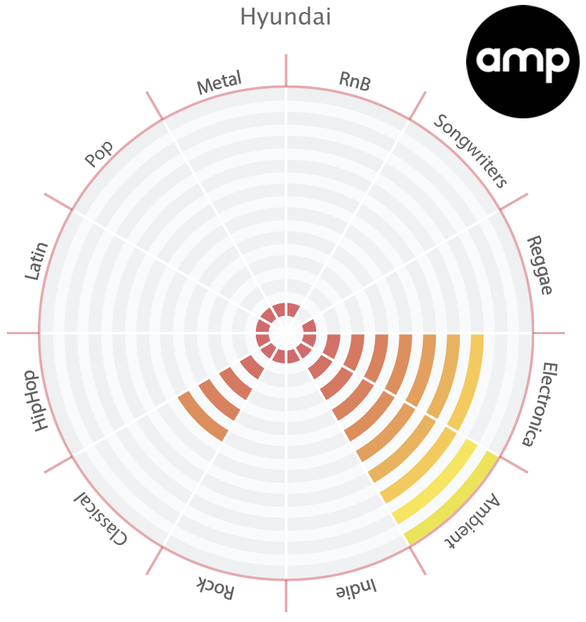 Hyundai
amp
Metal
RnB
Songwriters
Reggae
Electronica
Ambient
Indie
Rock
Classical
HipHop
Latin
Pop